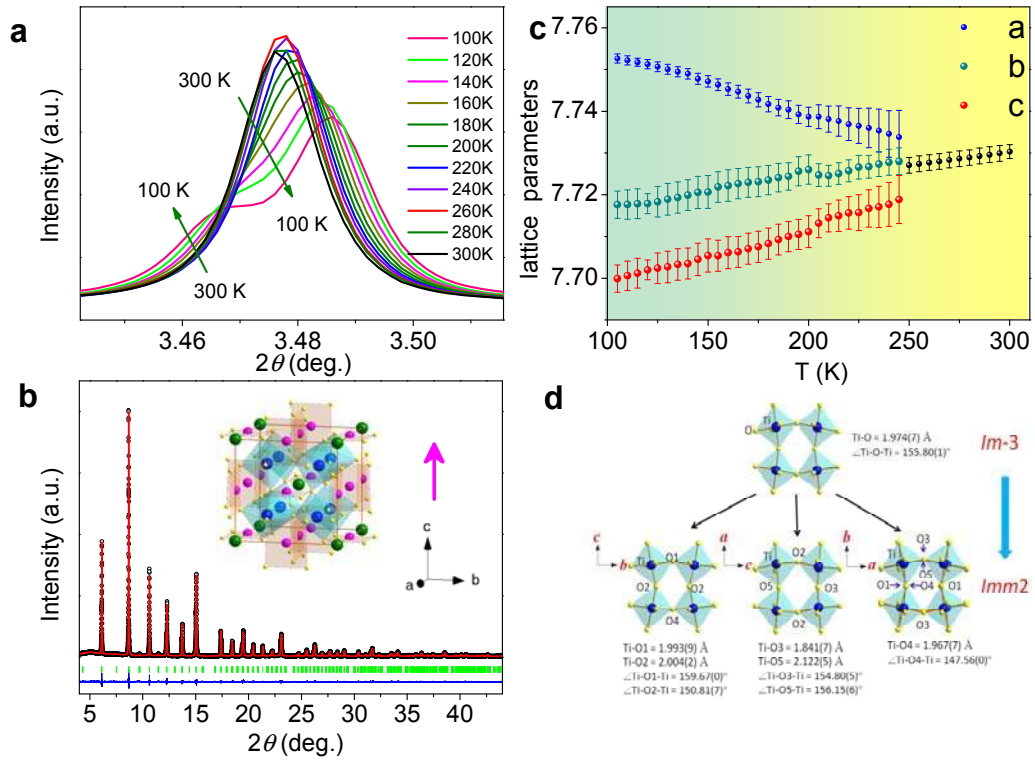 a
Intensity (a.u.)
300 K
100 K
100 K
300 K
100K
120K
140K
160K
180K
200K
220K
240K
260K
280K
300K
3.46 3.48 3.50
2θ (deg.)
c
lattice parameters
7.76
7.74
7.72
7.70
a
b
c
100 150 200 250 300
T (K)
b
Intensity (a.u.)
c
a b
5 10 15 20 25 30 35 40
2θ (deg.)
d
Ti
O
Ti-O = 1.974(7) Å
∠Ti-O-Ti = 155.80(1)°
Im-3
Imm2
c
b
Ti O1
O2 O2
O4
a
c
Ti O2
O5 O3
O2
b
a
O3
Ti
O5
O1 O4 O1
O3
Ti-O1 = 1.993(9) Å
Ti-O2 = 2.004(2) Å
∠Ti-O1-Ti = 159.67(0)°
∠Ti-O2-Ti = 150.81(7)°
Ti-O3 = 1.841(7) Å
Ti-O5 = 2.122(5) Å
∠Ti-O3-Ti = 154.80(5)°
∠Ti-O5-Ti = 156.15(6)°
Ti-O4 = 1.967(7) Å
∠Ti-O4-Ti = 147.56(0)°